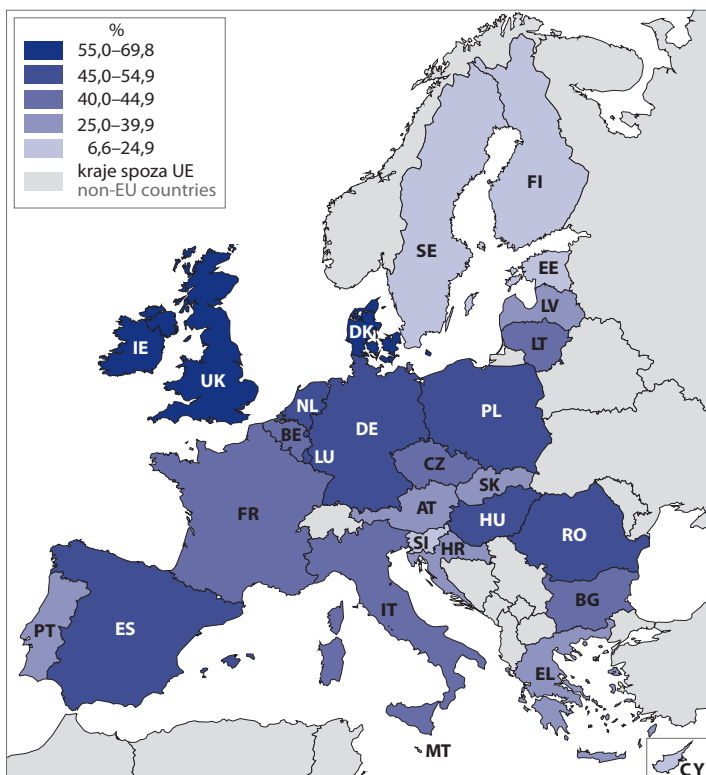 %
55,0–69,8
45,0–54,9
40,0–44,9
25,0–39,9
6,6–24,9
kraje spoza UE
non-EU countries
FI
SE
EE
LV
DK
LT
IE
UK
NL
PL
DE
BE
LU
CZ
SK
FR
AT
HU
RO
SI
HR
BG
IT
PT
ES
EL
MT
CY